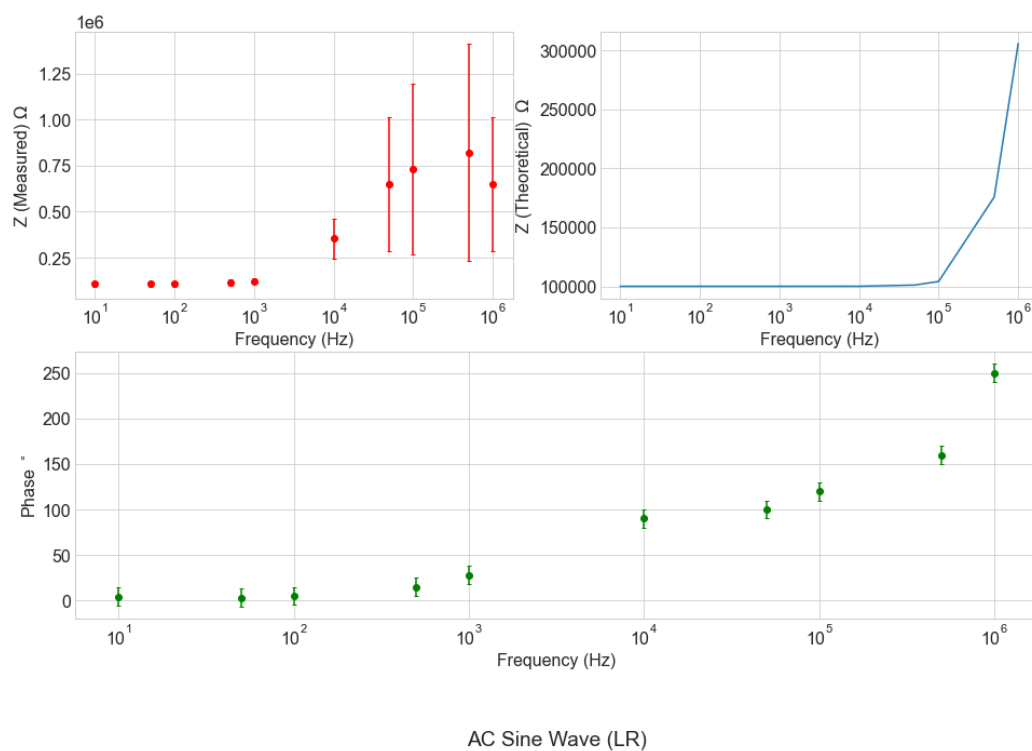 1e6
Z (Measured) Ω
1.25
1.00
0.75
0.50
0.25
10¹ 10² 10³ 10⁴ 10⁵ 10⁶
Frequency (Hz)
Z (Theoretical) Ω
300000
250000
200000
150000
100000
10¹ 10² 10³ 10⁴ 10⁵ 10⁶
Frequency (Hz)
Phase °
250
200
150
100
50
0
10¹ 10² 10³ 10⁴ 10⁵ 10⁶
Frequency (Hz)
AC Sine Wave (LR)